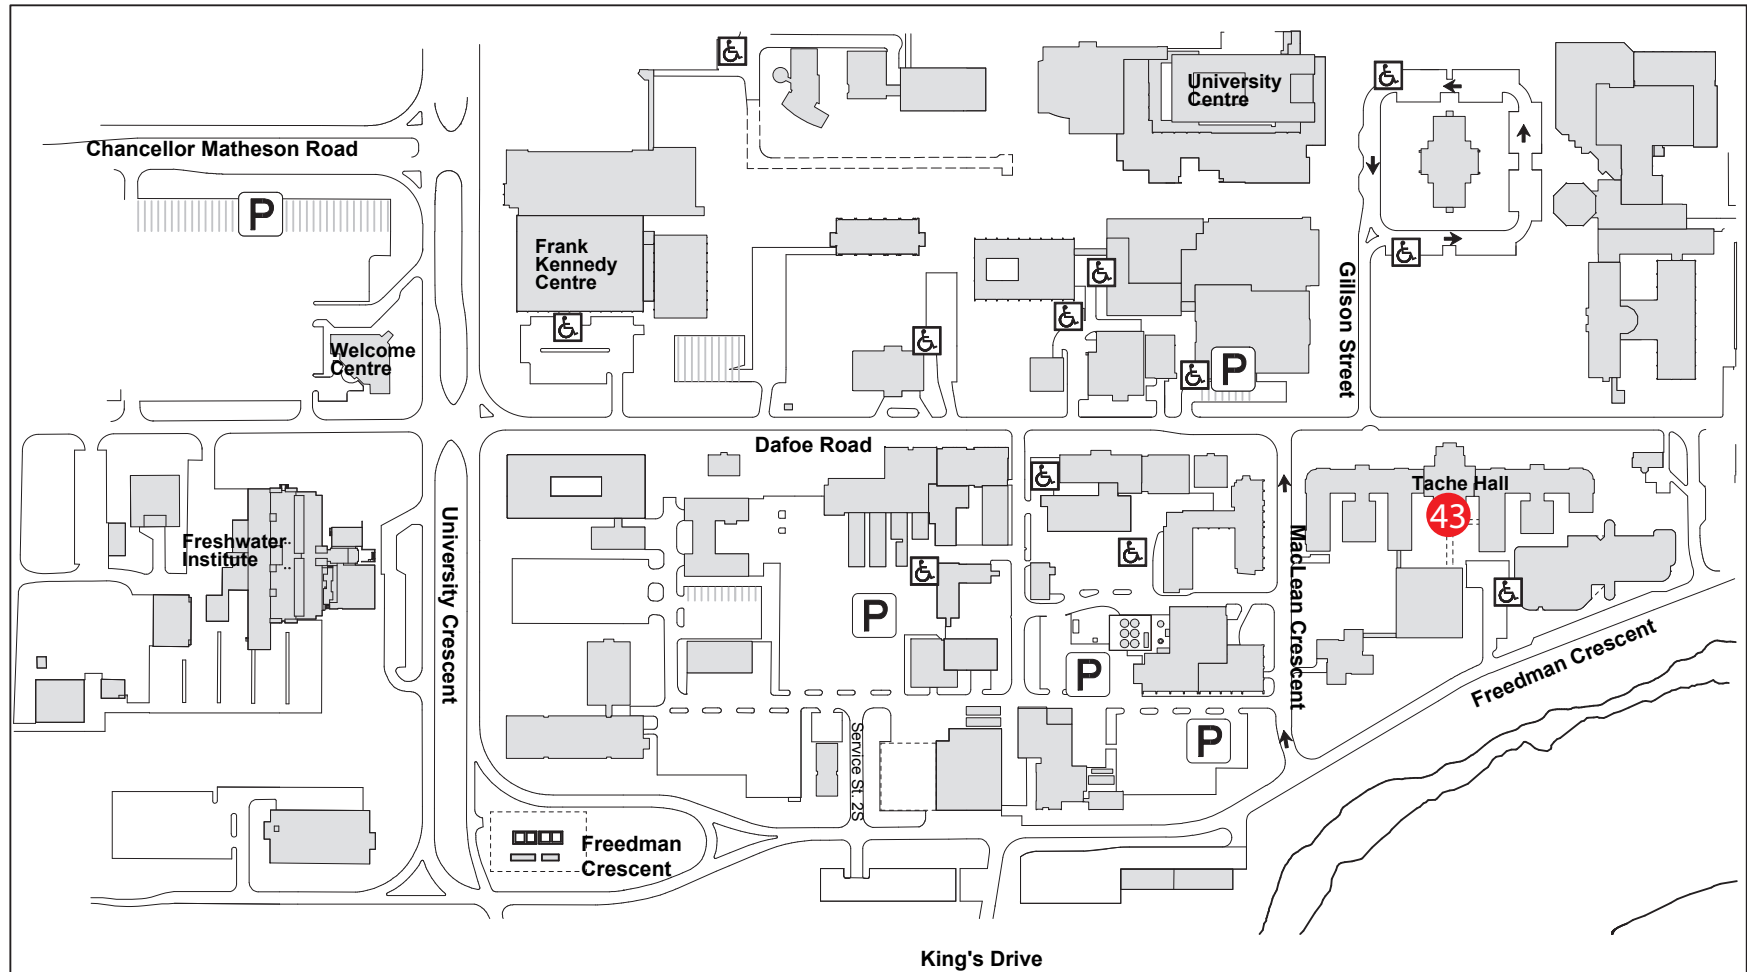 University
Centre
Chancellor Matheson Road
P
Frank
Kennedy
Centre
Gillson Street
Welcome
Centre
P
Dafoe Road
Tache Hall
43
University Crescent
Freshwater
Institute
MacLean Crescent
P
P
Freedman Crescent
Service St. 2S
P
Freedman
Crescent
King's Drive